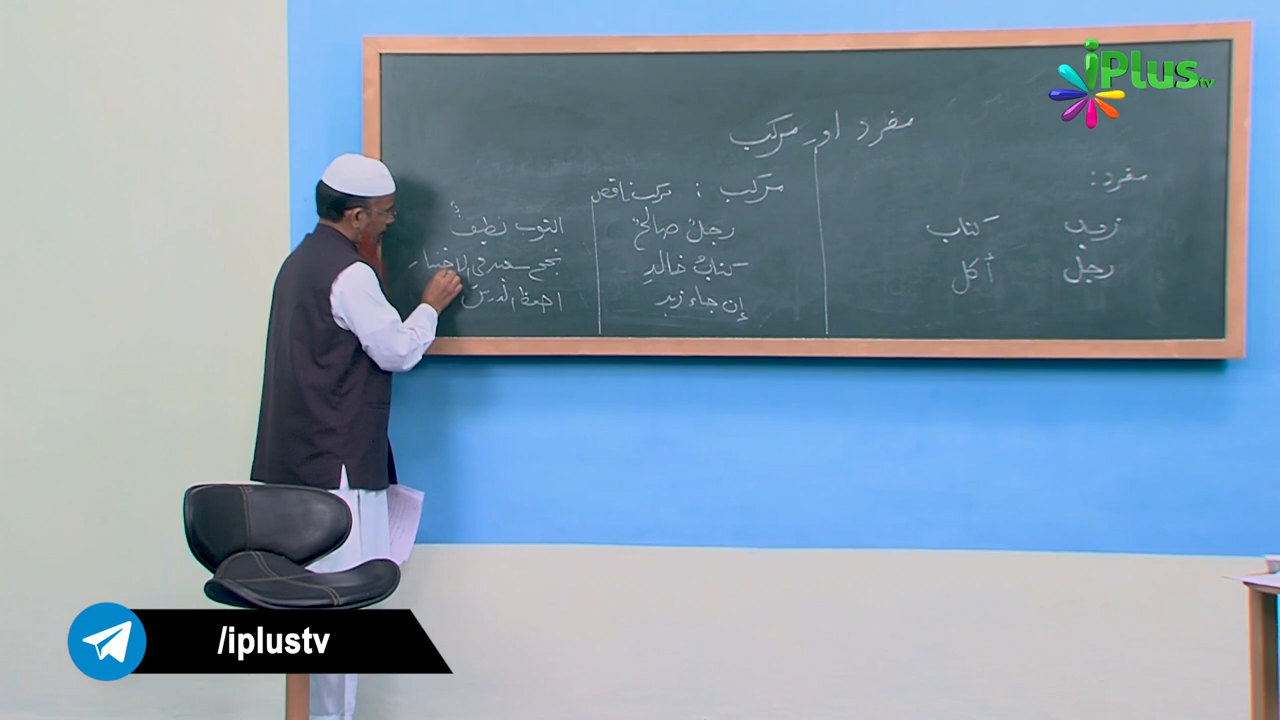 iPlus tv
مفرد اور مرکب
مفرد:
زید کتاب
رجل أکل
مرکب : مرکب ناقص
رجلٌ صالحٌ
کتابُ خالدٍ
إن جاء زید
الثوب نظیفٌ
نجح سعید فی الاختبار
احفظ الدرس
/iplustv